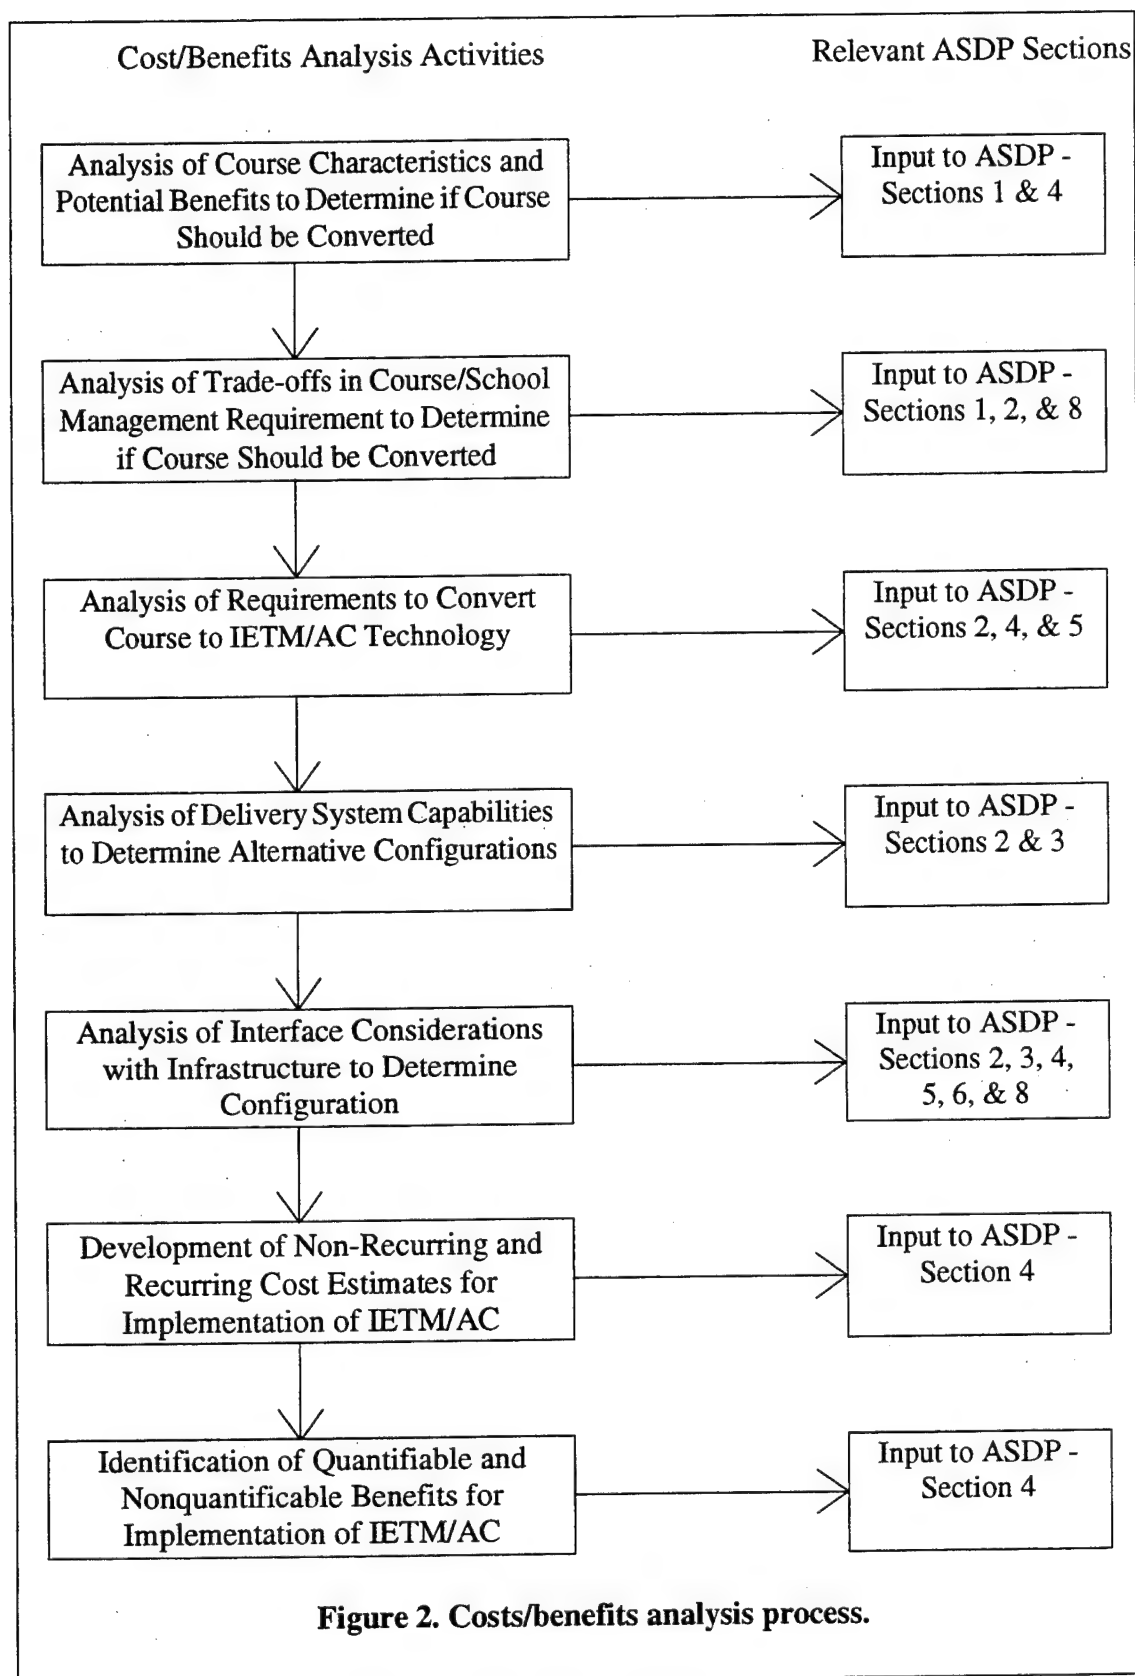 Cost/Benefits Analysis Activities
Relevant ASDP Sections
Analysis of Course Characteristics and
Potential Benefits to Determine if Course
Should be Converted
Input to ASDP -
Sections 1 & 4
Analysis of Trade-offs in Course/School
Management Requirement to Determine
if Course Should be Converted
Input to ASDP -
Sections 1, 2, & 8
Analysis of Requirements to Convert
Course to IETM/AC Technology
Input to ASDP -
Sections 2, 4, & 5
Analysis of Delivery System Capabilities
to Determine Alternative Configurations
Input to ASDP -
Sections 2 & 3
Analysis of Interface Considerations
with Infrastructure to Determine
Configuration
Input to ASDP -
Sections 2, 3, 4,
5, 6, & 8
Development of Non-Recurring and
Recurring Cost Estimates for
Implementation of IETM/AC
Input to ASDP -
Section 4
Identification of Quantifiable and
Nonquantificable Benefits for
Implementation of IETM/AC
Input to ASDP -
Section 4
Figure 2. Costs/benefits analysis process.